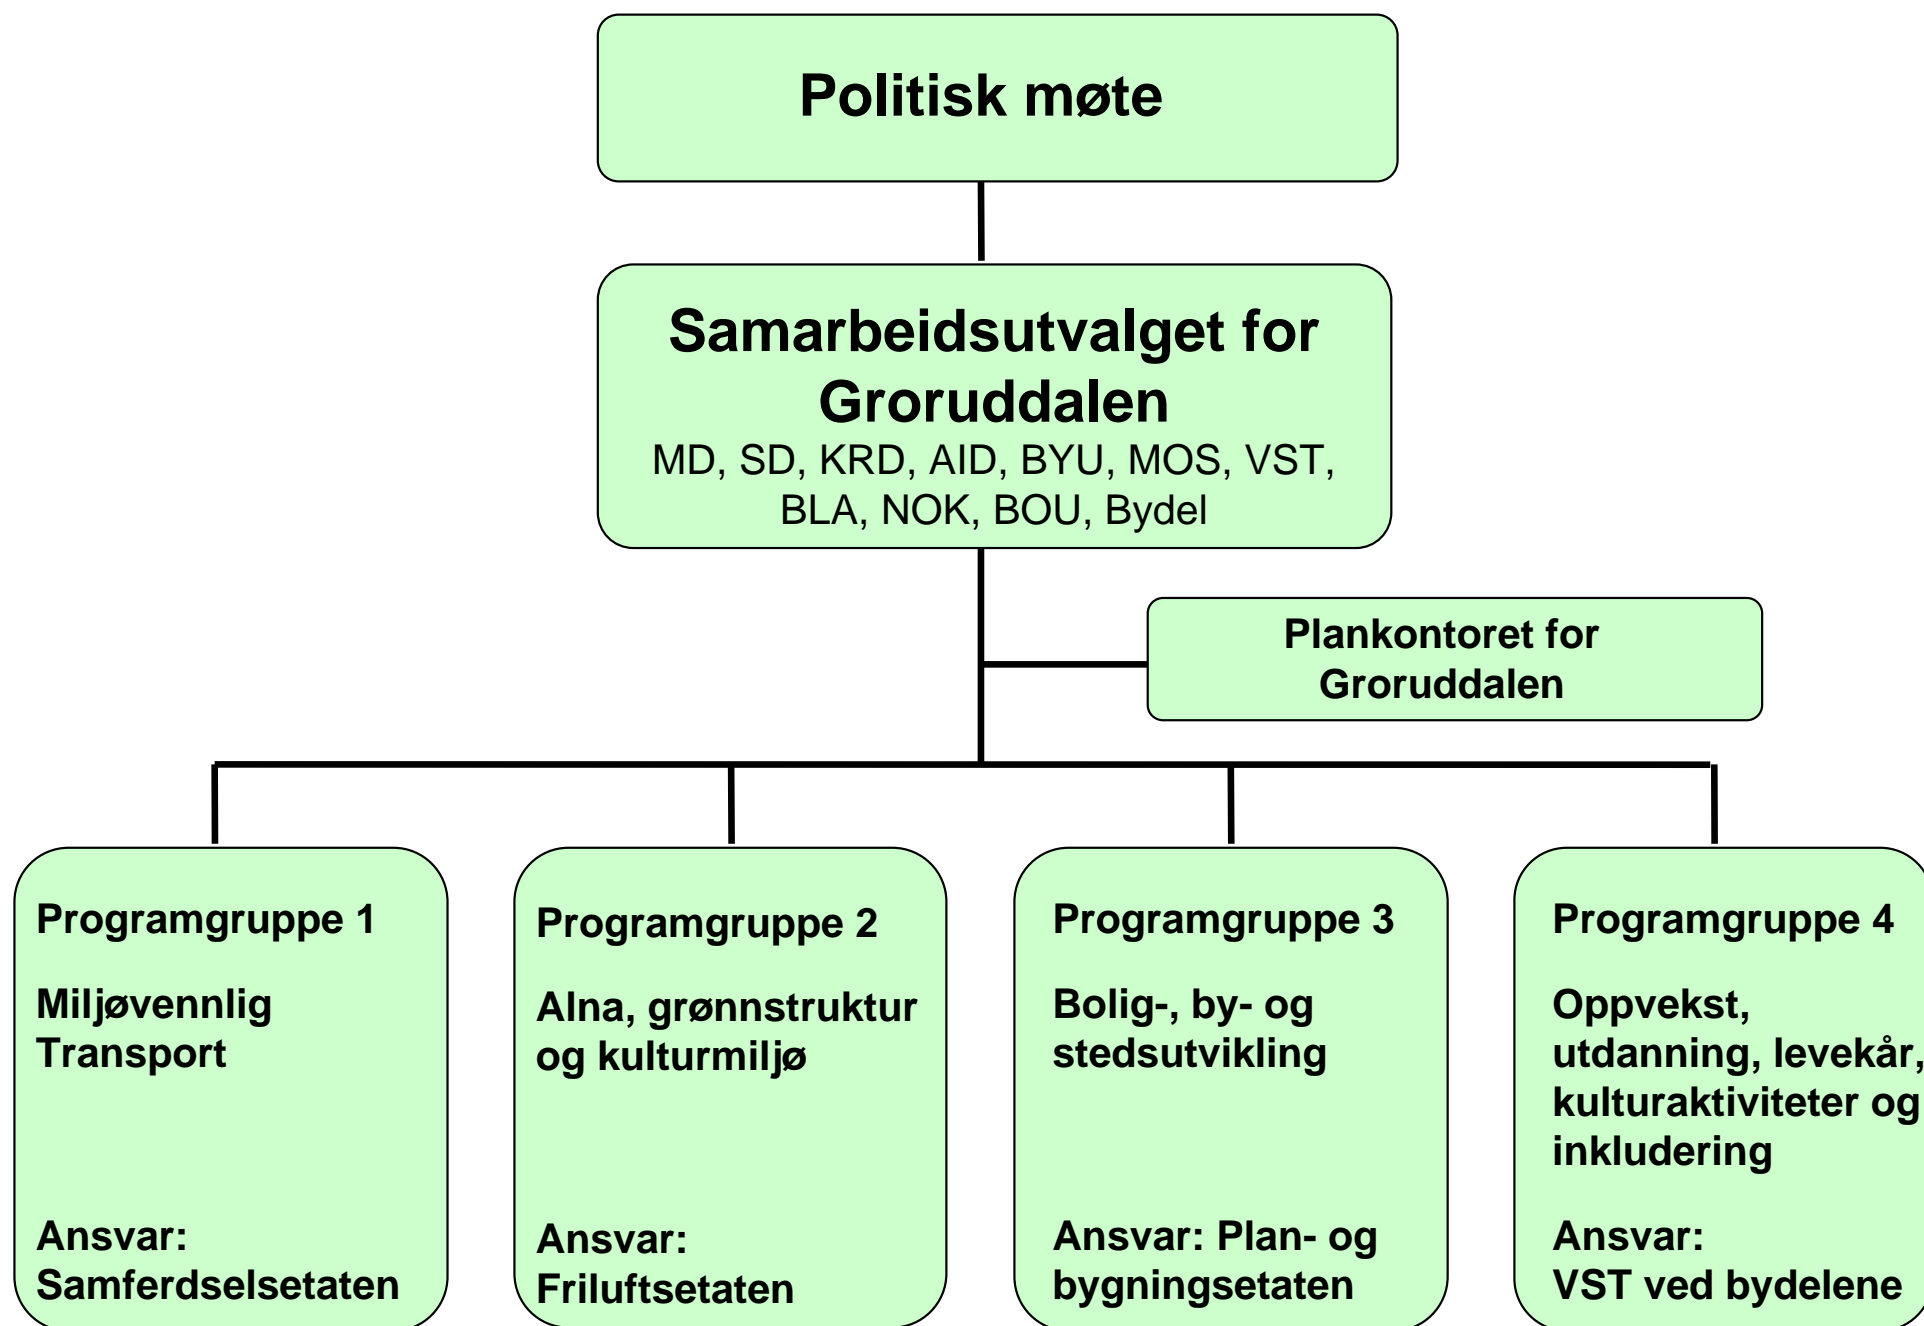 Politisk møte
Samarbeidsutvalget for
Groruddalen
MD, SD, KRD, AID, BYU, MOS, VST,
BLA, NOK, BOU, Bydel
Plankontoret for
Groruddalen
Programgruppe 1
Miljøvennlig
Transport
Ansvar:
Samferdselsetaten
Programgruppe 2
Alna, grønnstruktur
og kulturmiljø
Ansvar:
Friluftsetaten
Programgruppe 3
Bolig-, by- og
stedsutvikling
Ansvar: Plan- og
bygningsetaten
Programgruppe 4
Oppvekst,
utdanning, levekår,
kulturaktiviteter og
inkludering
Ansvar:
VST ved bydelene